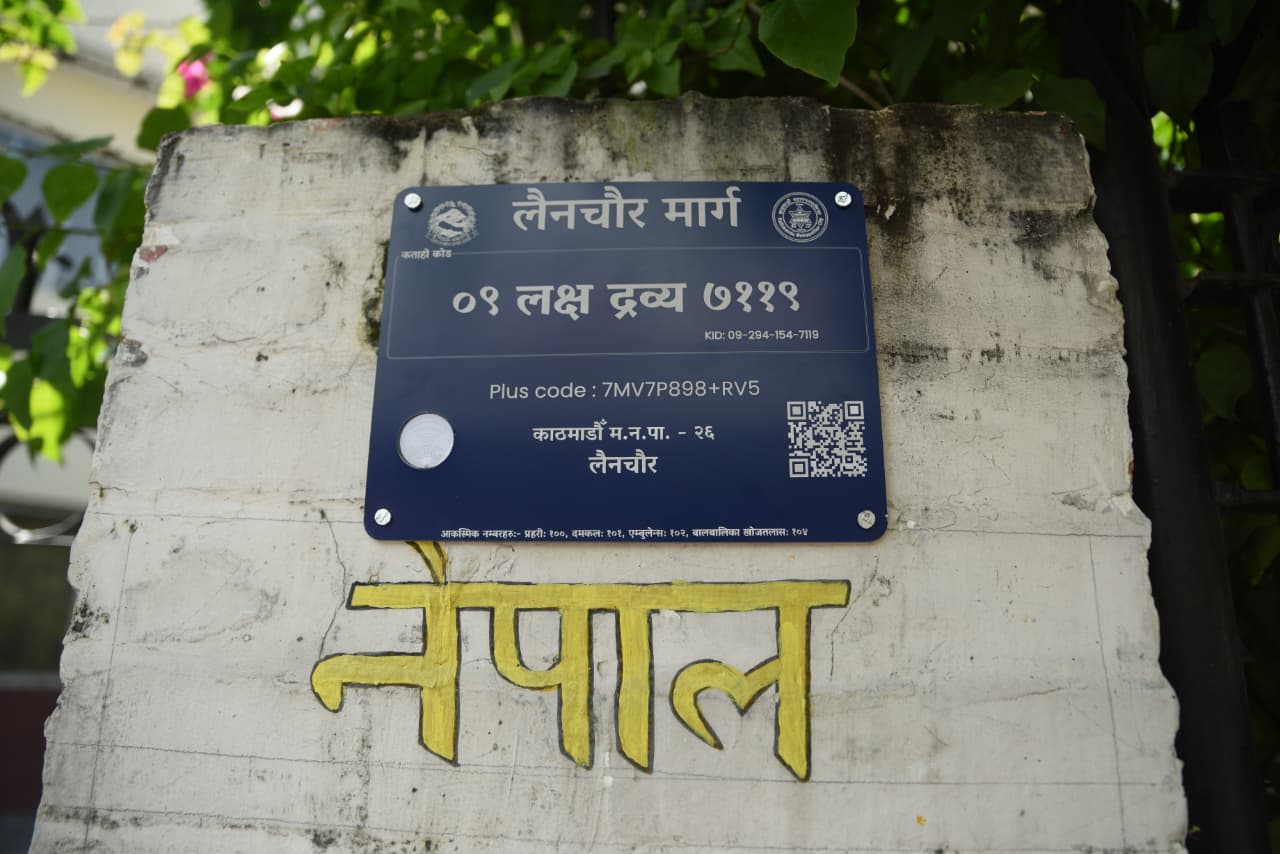 लैनचौर मार्ग
कताहो कोड
०९ लक्ष द्रव्य ७११९
KID: 09-294-154-7119
Plus code : 7MV7P898+RV5
काठमाडौँ म.न.पा. - २६
लैनचौर
आकस्मिक नम्बरहरु:- प्रहरी: १००, दमकल: १०१, एम्बुलेन्स: १०२, बालबालिका खोजतलास: १०४
नेपाल